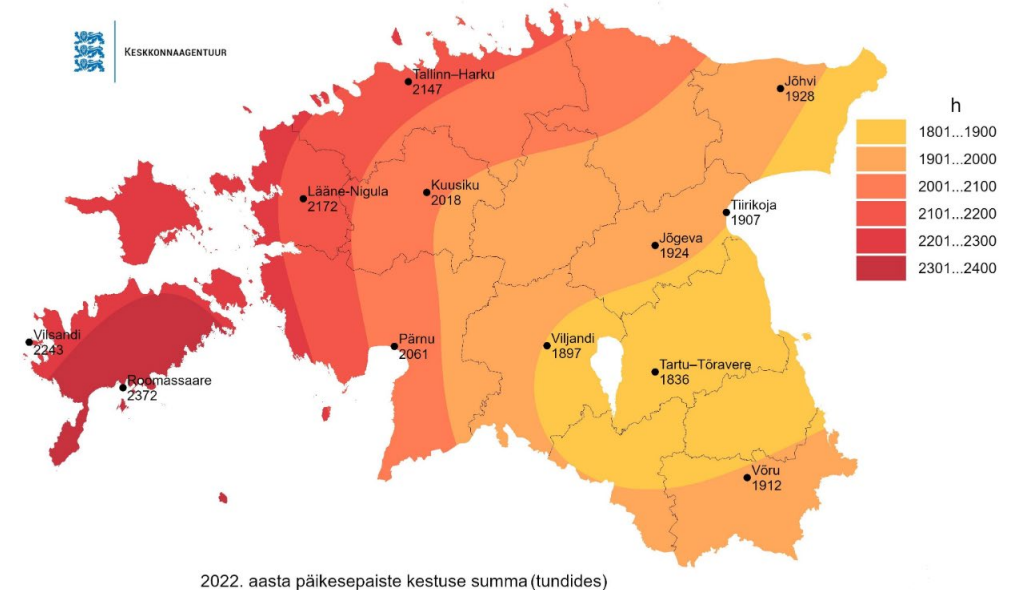 KESKKONNAAGENTUUR
Tallinn–Harku
2147
Jõhvi
1928
h
1801...1900
1901...2000
2001...2100
2101...2200
2201...2300
2301...2400
Lääne-Nigula
2172
Kuusiku
2018
Tiirikoja
1907
Jõgeva
1924
Vilsandi
2243
Pärnu
2061
Viljandi
1897
Tartu–Tõravere
1836
Roomassaare
2372
Võru
1912
2022. aasta päikesepaiste kestuse summa (tundides)